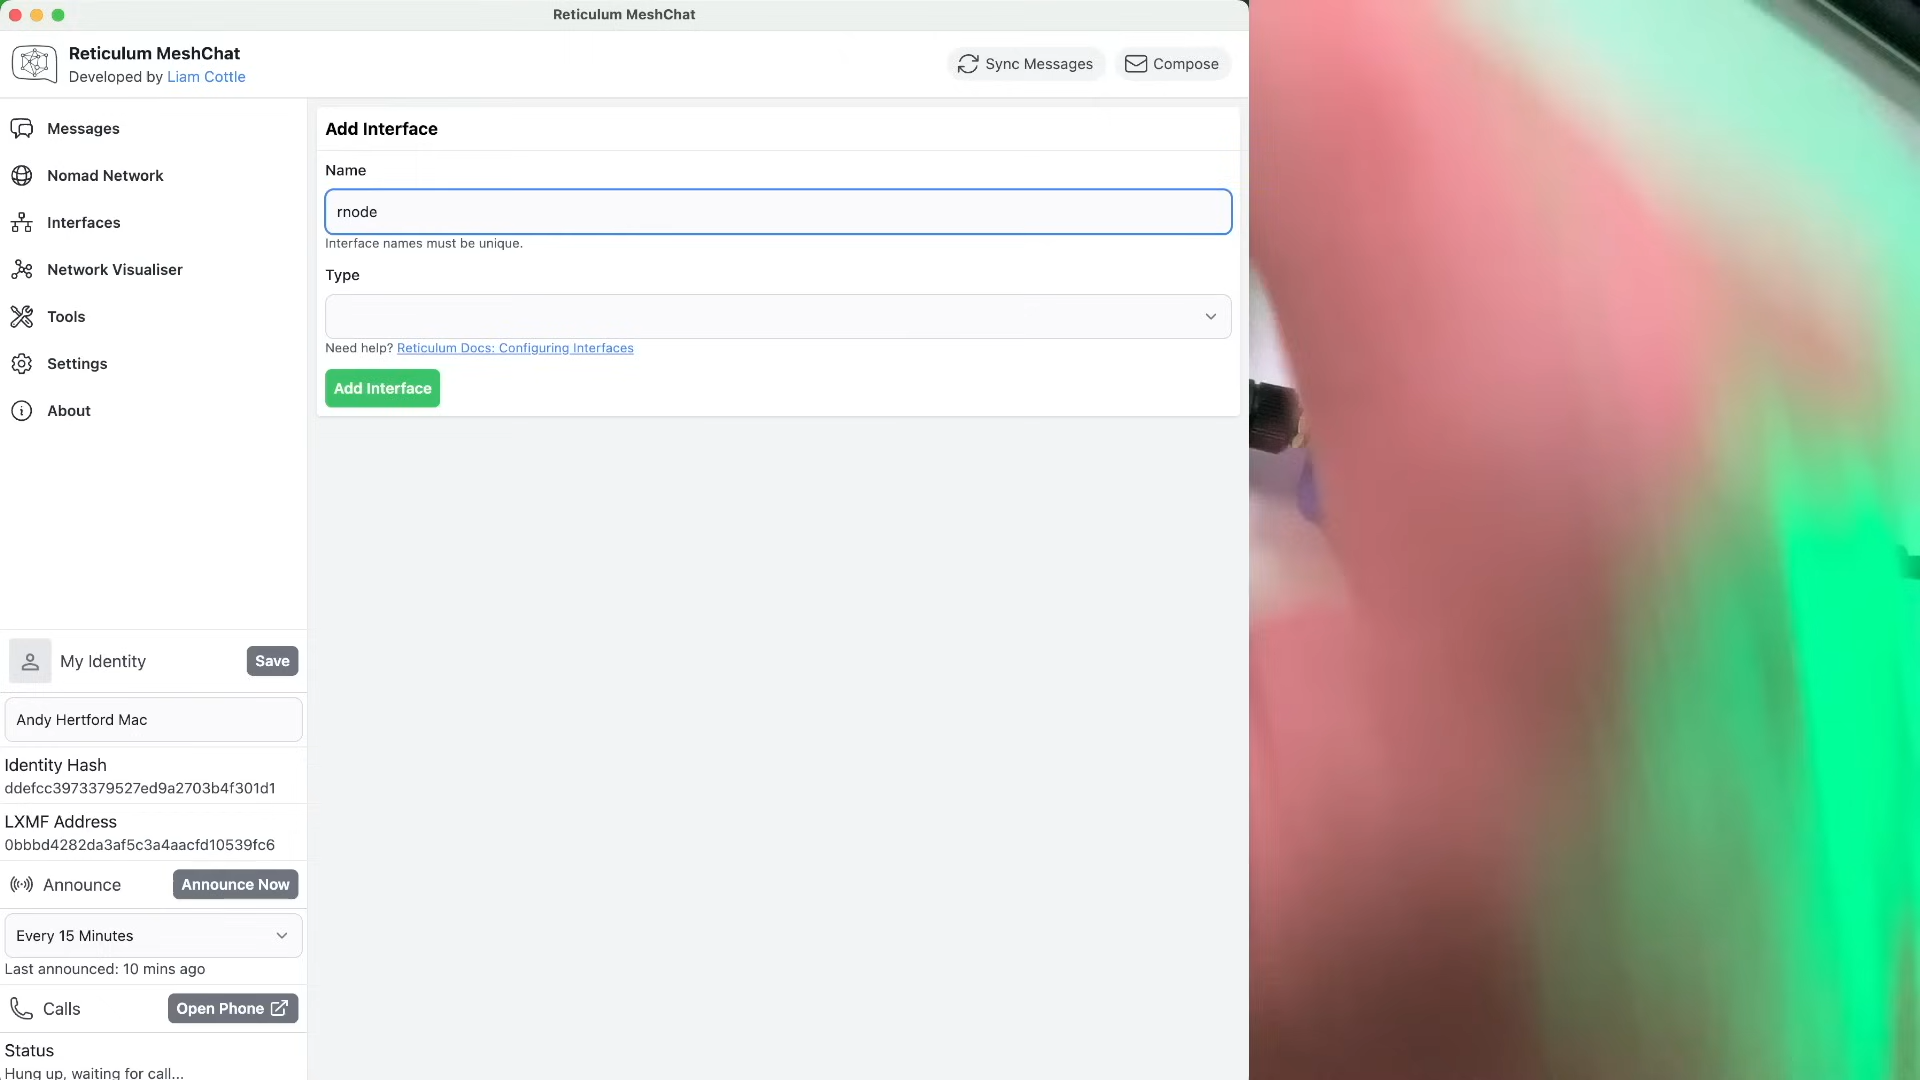 Reticulum MeshChat
Reticulum MeshChat
Developed by Liam Cottle
Sync Messages
Compose
Messages
Nomad Network
Interfaces
Network Visualiser
Tools
Settings
About
Add Interface
Name
rnode
Interface names must be unique.
Type
Need help? Reticulum Docs: Configuring Interfaces
Add Interface
My Identity
Save
Andy Hertford Mac
Identity Hash
ddefcc3973379527ed9a2703b4f301d1
LXMF Address
0bbbd4282da3af5c3a4aacfd10539fc6
Announce
Announce Now
Every 15 Minutes
Last announced: 10 mins ago
Calls
Open Phone
Status
Hung up, waiting for call...